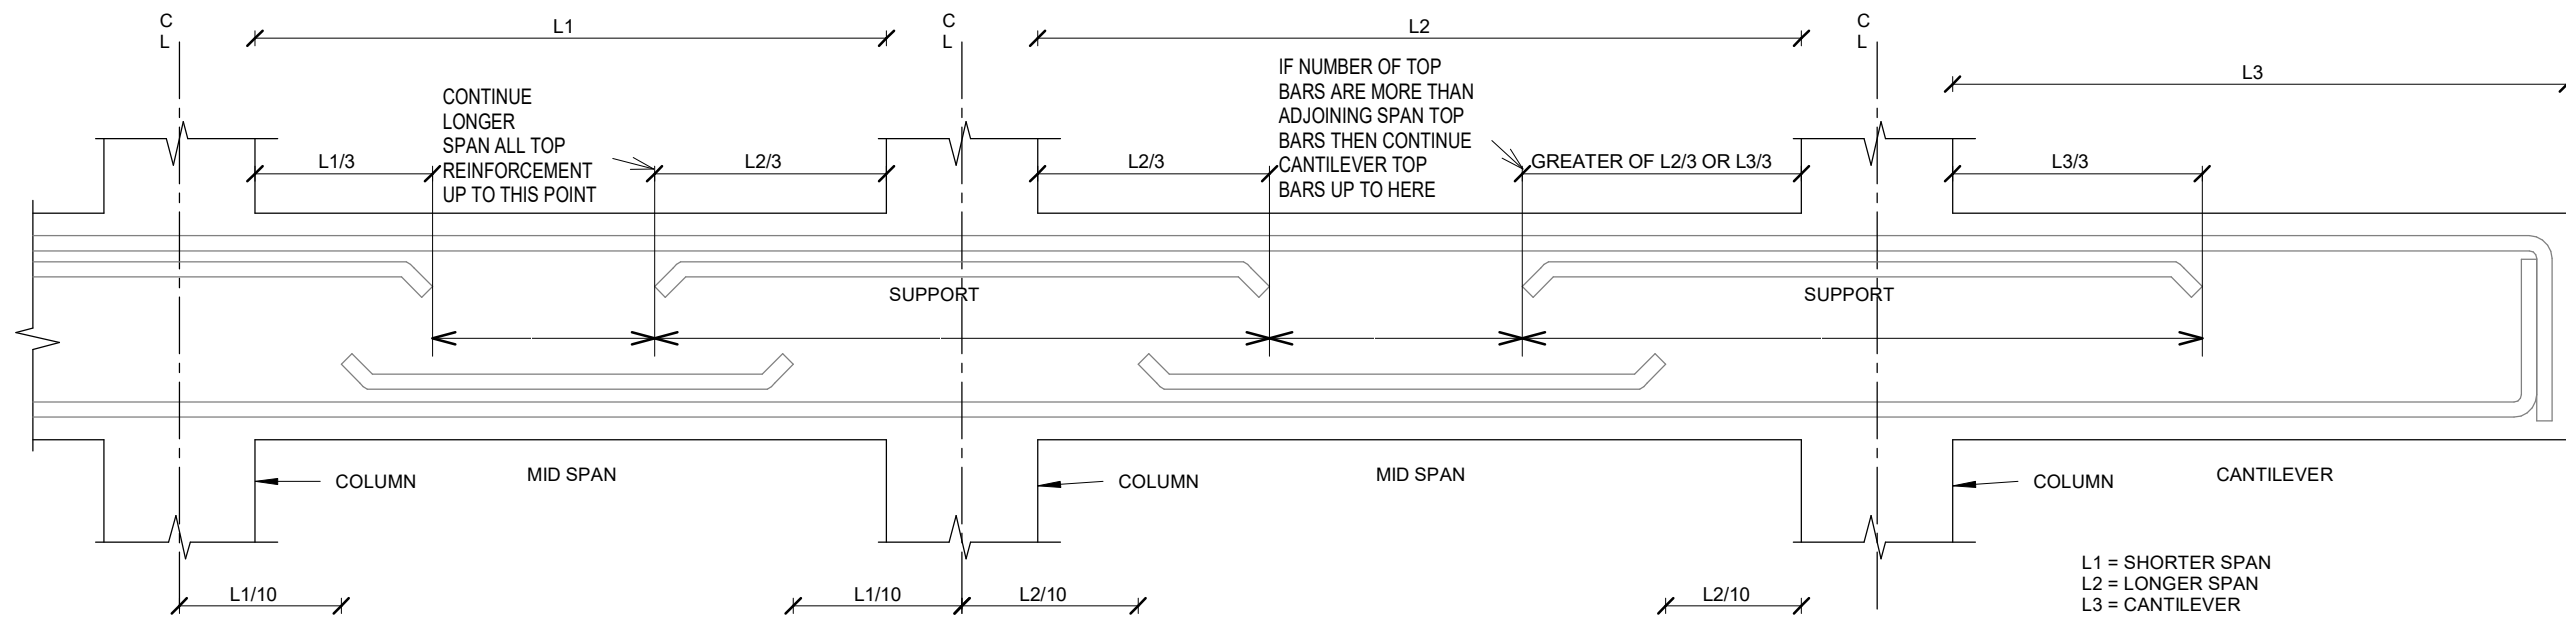 C
L
L1
C
L
L2
C
L
L3
CONTINUE
LONGER
SPAN ALL TOP
REINFORCEMENT
UP TO THIS POINT
IF NUMBER OF TOP
BARS ARE MORE THAN
ADJOINING SPAN TOP
BARS THEN CONTINUE
CANTILEVER TOP
BARS UP TO HERE
L1/3
L2/3
L2/3
GREATER OF L2/3 OR L3/3
L3/3
SUPPORT
SUPPORT
COLUMN
MID SPAN
COLUMN
MID SPAN
COLUMN
CANTILEVER
L1/10
L1/10
L2/10
L2/10
L1 = SHORTER SPAN
L2 = LONGER SPAN
L3 = CANTILEVER